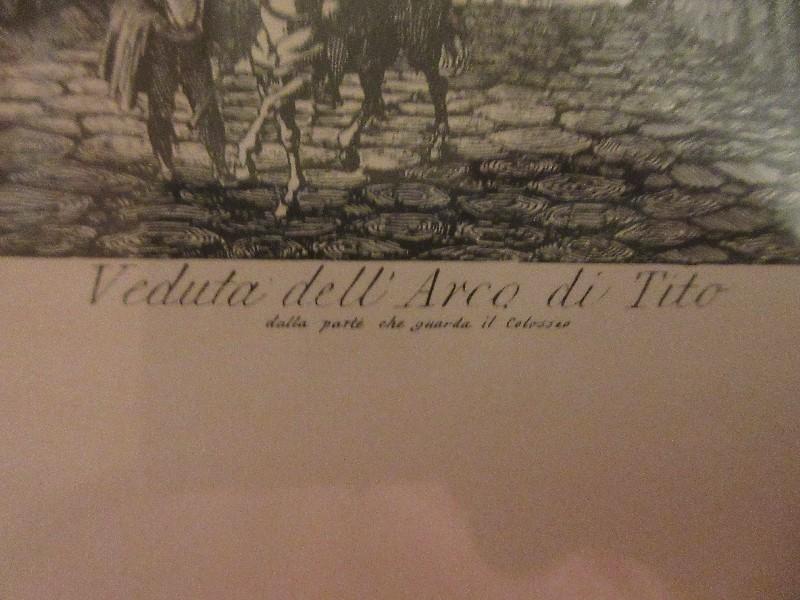 Veduta dell' Arco di Tito
dalla parte che guarda il Colosseo